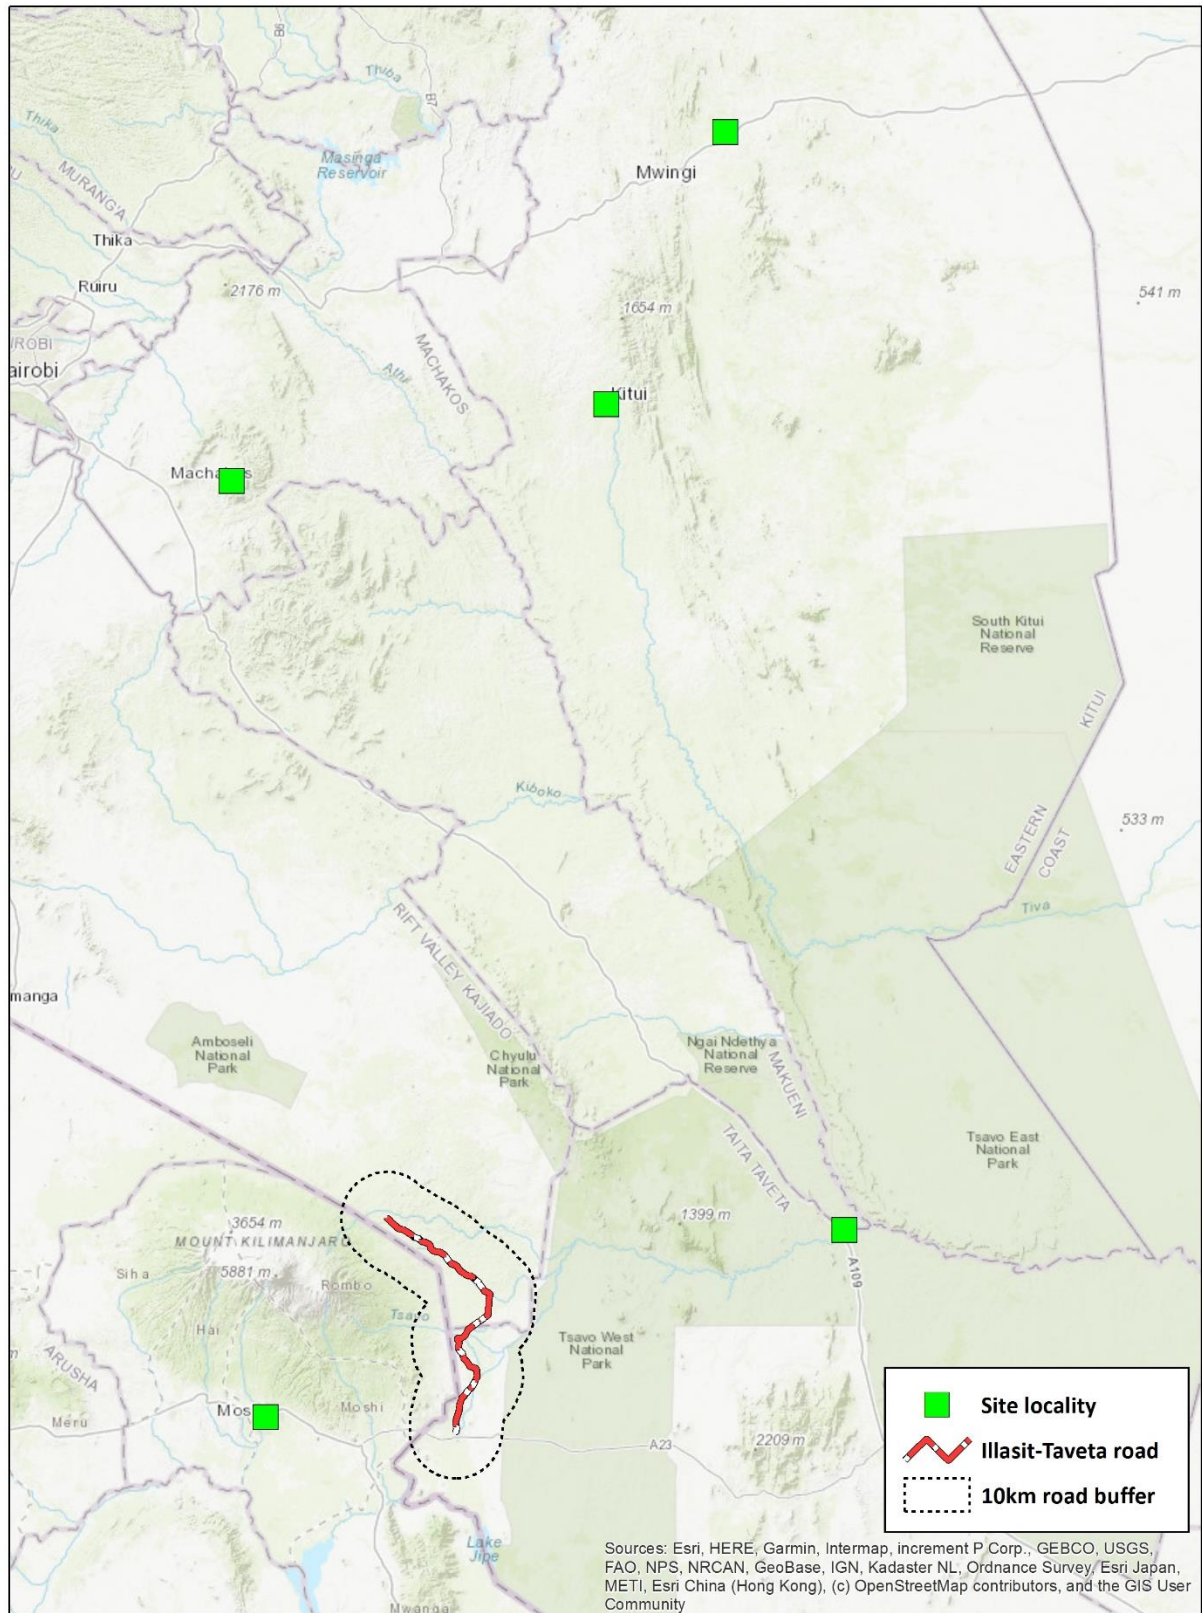 B6
Thiba
B7
Thika
Masinga
Reservoir
MURANG'A
Mwingi
Thika
Ruiru
2176 m
541 m
1654 m
airobi
Athi
MACHAKOS
Kitui
South Kitui
National
Reserve
KITUI
Kiboko
533 m
EASTERN
COAST
Tiva
RIFT VALLEY
KAJIADO
manga
Amboseli
National
Park
Chyulu
National
Park
Ngai Ndethya
National
Reserve
MAKUENI
Tsavo East
National
Park
TAITA TAVETA
1399 m
3654 m
MOUNT KILIMANJARO
5881 m
Siha
Rombo
A109
Tsavo
Hai
Tsavo West
National
Park
ARUSHA
Meru
Mos
Moshi
A23
2209 m
Lake
Jipe
Mwanga
Site locality
Illasit-Taveta road
10km road buffer
Sources: Esri, HERE, Garmin, Intermap, increment P Corp., GEBCO, USGS,
FAO, NPS, NRCAN, GeoBase, IGN, Kadaster NL, Ordnance Survey, Esri Japan,
METI, Esri China (Hong Kong), (c) OpenStreetMap contributors, and the GIS User
Community